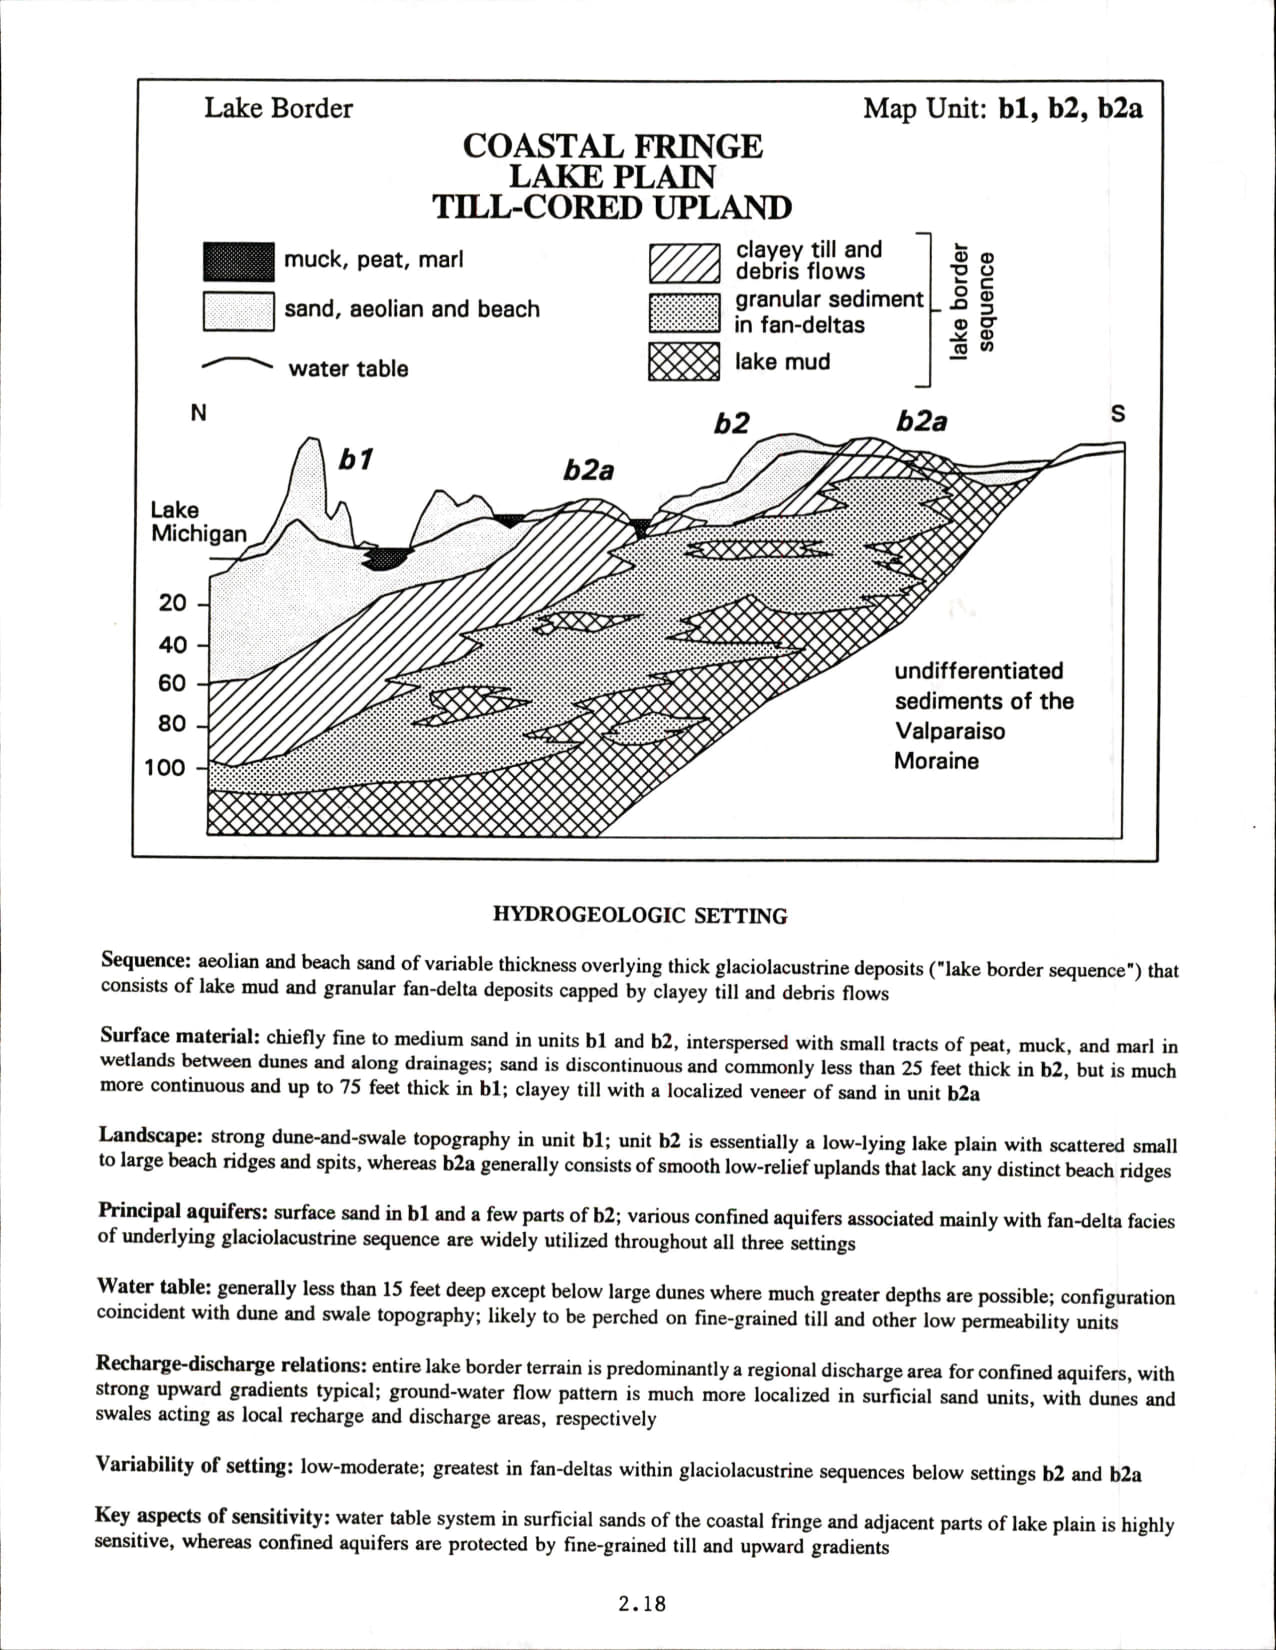 Lake Border
Map Unit: b1, b2, b2a
COASTAL FRINGE
LAKE PLAIN
TILL-CORED UPLAND
muck, peat, marl
sand, aeolian and beach
water table
clayey till and
debris flows
granular sediment
in fan-deltas
lake mud
lake border
sequence
N
S
b1
b2a
b2
b2a
Lake
Michigan
20
40
60
80
100
undifferentiated
sediments of the
Valparaiso
Moraine
HYDROGEOLOGIC SETTING
Sequence: aeolian and beach sand of variable thickness overlying thick glaciolacustrine deposits ("lake border sequence") that
consists of lake mud and granular fan-delta deposits capped by clayey till and debris flows
Surface material: chiefly fine to medium sand in units b1 and b2, interspersed with small tracts of peat, muck, and marl in
wetlands between dunes and along drainages; sand is discontinuous and commonly less than 25 feet thick in b2, but is much
more continuous and up to 75 feet thick in b1; clayey till with a localized veneer of sand in unit b2a
Landscape: strong dune-and-swale topography in unit b1; unit b2 is essentially a low-lying lake plain with scattered small
to large beach ridges and spits, whereas b2a generally consists of smooth low-relief uplands that lack any distinct beach ridges
Principal aquifers: surface sand in b1 and a few parts of b2; various confined aquifers associated mainly with fan-delta facies
of underlying glaciolacustrine sequence are widely utilized throughout all three settings
Water table: generally less than 15 feet deep except below large dunes where much greater depths are possible; configuration
coincident with dune and swale topography; likely to be perched on fine-grained till and other low permeability units
Recharge-discharge relations: entire lake border terrain is predominantly a regional discharge area for confined aquifers, with
strong upward gradients typical; ground-water flow pattern is much more localized in surficial sand units, with dunes and
swales acting as local recharge and discharge areas, respectively
Variability of setting: low-moderate; greatest in fan-deltas within glaciolacustrine sequences below settings b2 and b2a
Key aspects of sensitivity: water table system in surficial sands of the coastal fringe and adjacent parts of lake plain is highly
sensitive, whereas confined aquifers are protected by fine-grained till and upward gradients
2.18